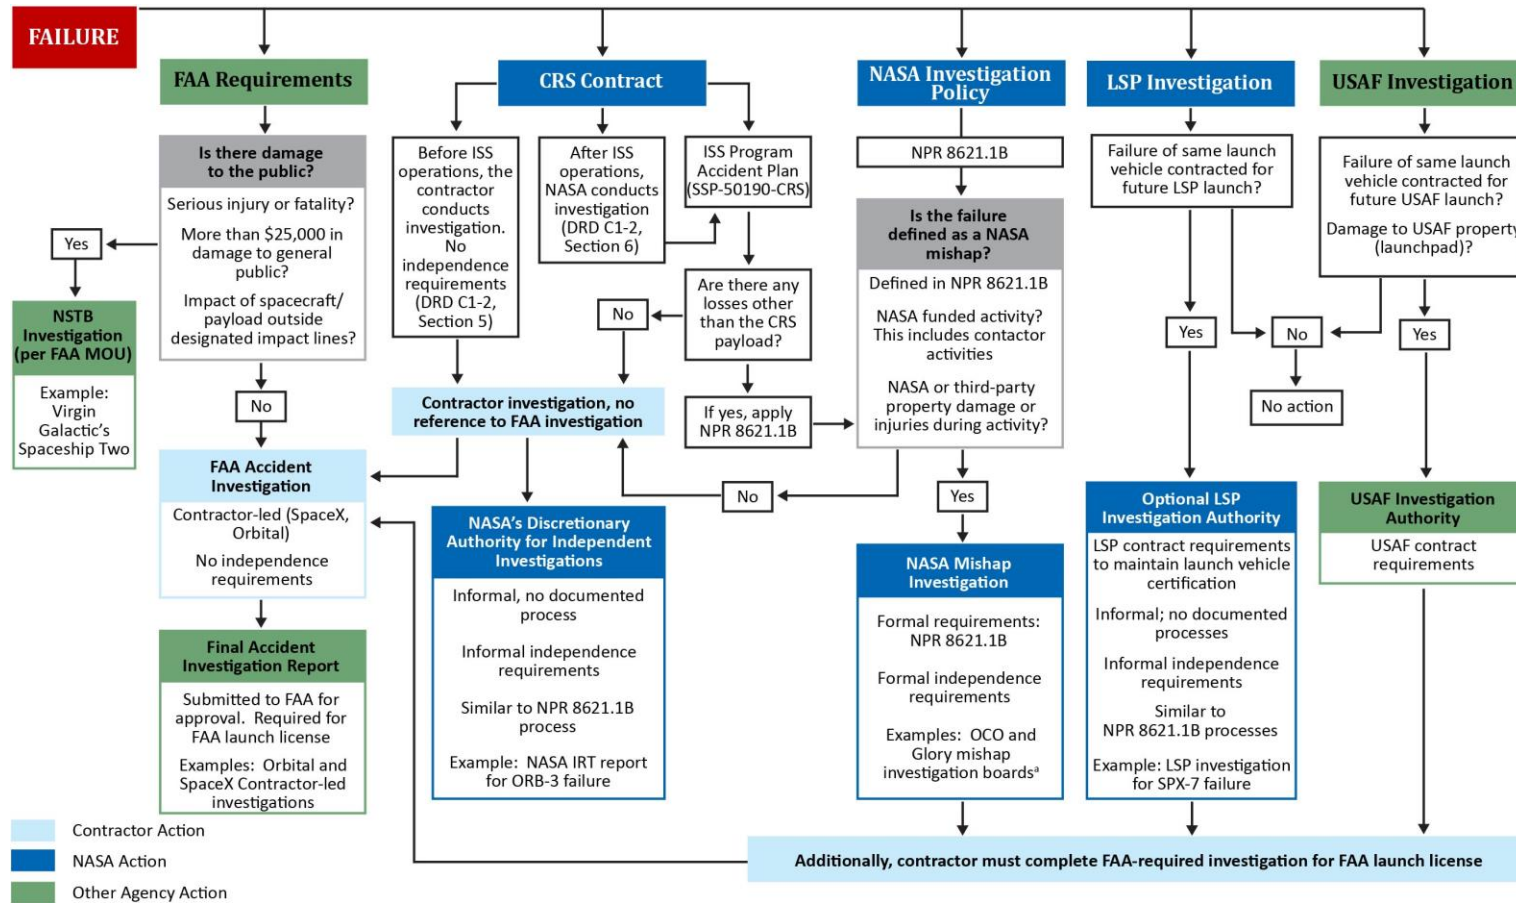 FAILURE
FAA Requirements
CRS Contract
NASA Investigation
Policy
LSP Investigation
USAF Investigation
Is there damage
to the public?
Serious injury or fatality?
More than $25,000 in
damage to general
public?
Impact of spacecraft/
payload outside
designated impact lines?
Yes
NSTB
Investigation
(per FAA MOU)
Example:
Virgin
Galactic's
Spaceship Two
No
FAA Accident
Investigation
Contractor-led (SpaceX,
Orbital)
No independence
requirements
Final Accident
Investigation Report
Submitted to FAA for
approval. Required for
FAA launch license
Examples: Orbital and
SpaceX Contractor-led
investigations
Before ISS
operations, the
contractor
conducts
investigation.
No
independence
requirements
(DRD C1-2,
Section 5)
After ISS
operations,
NASA conducts
investigation
(DRD C1-2,
Section 6)
ISS Program
Accident Plan
(SSP-50190-CRS)
Are there any
losses other
than the CRS
payload?
No
If yes, apply
NPR 8621.1B
Contractor investigation, no
reference to FAA investigation
NASA's Discretionary
Authority for Independent
Investigations
Informal, no documented
process
Informal independence
requirements
Similar to NPR 8621.1B
process
Example: NASA IRT report
for ORB-3 failure
NPR 8621.1B
Is the failure
defined as a NASA
mishap?
Defined in NPR 8621.1B
NASA funded activity?
This includes contactor
activities
NASA or third-party
property damage or
injuries during activity?
No
Yes
NASA Mishap
Investigation
Formal requirements:
NPR 8621.1B
Formal independence
requirements
Examples: OCO and
Glory mishap
investigation boardsᵃ
Failure of same launch
vehicle contracted for
future LSP launch?
Yes
No
No action
Optional LSP
Investigation Authority
LSP contract requirements
to maintain launch vehicle
certification
Informal; no documented
processes
Informal independence
requirements
Similar to
NPR 8621.1B processes
Example: LSP investigation
for SPX-7 failure
Failure of same launch
vehicle contracted for
future USAF launch?
Damage to USAF property
(launchpad)?
Yes
USAF Investigation
Authority
USAF contract
requirements
Additionally, contractor must complete FAA-required investigation for FAA launch license
Contractor Action
NASA Action
Other Agency Action